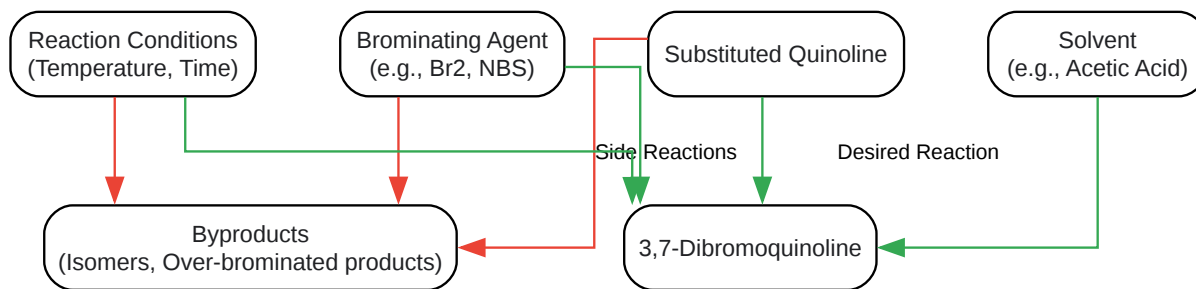 Reaction Conditions
(Temperature, Time)
Brominating Agent
(e.g., Br2, NBS)
Substituted Quinoline
Solvent
(e.g., Acetic Acid)
Side Reactions
Desired Reaction
Byproducts
(Isomers, Over-brominated products)
3,7-Dibromoquinoline